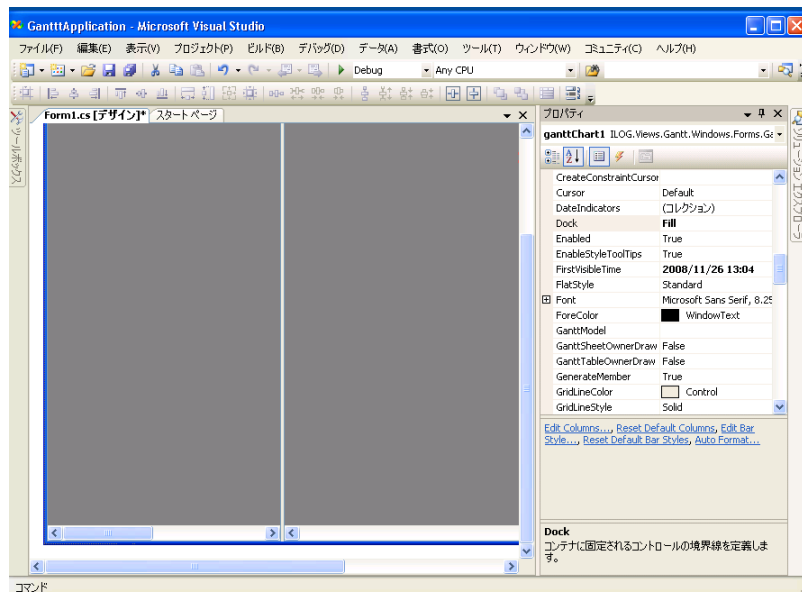 GantttApplication - Microsoft Visual Studio
ファイル(F) 編集(E) 表示(V) プロジェクト(P) ビルド(B) デバッグ(D) データ(A) 書式(O) ツール(T) ウィンドウ(W) コミュニティ(C) ヘルプ(H)
Debug Any CPU
ツールボックス
Form1.cs [デザイン]* スタート ページ
プロパティ
ganttChart1 ILOG.Views.Gantt.Windows.Forms.Ga
ソリューション エクスプローラ
CreateConstraintCursor
Cursor Default
DateIndicators (コレクション)
Dock Fill
Enabled True
EnableStyleToolTips True
FirstVisibleTime 2008/11/26 13:04
FlatStyle Standard
Font Microsoft Sans Serif, 8.25
ForeColor WindowText
GanttModel
GanttSheetOwnerDraw False
GanttTableOwnerDraw False
GenerateMember True
GridLineColor Control
GridLineStyle Solid
Edit Columns..., Reset Default Columns, Edit Bar
Style..., Reset Default Bar Styles, Auto Format...
Dock
コンテナに固定されるコントロールの境界線を定義しま
す。
コマンド